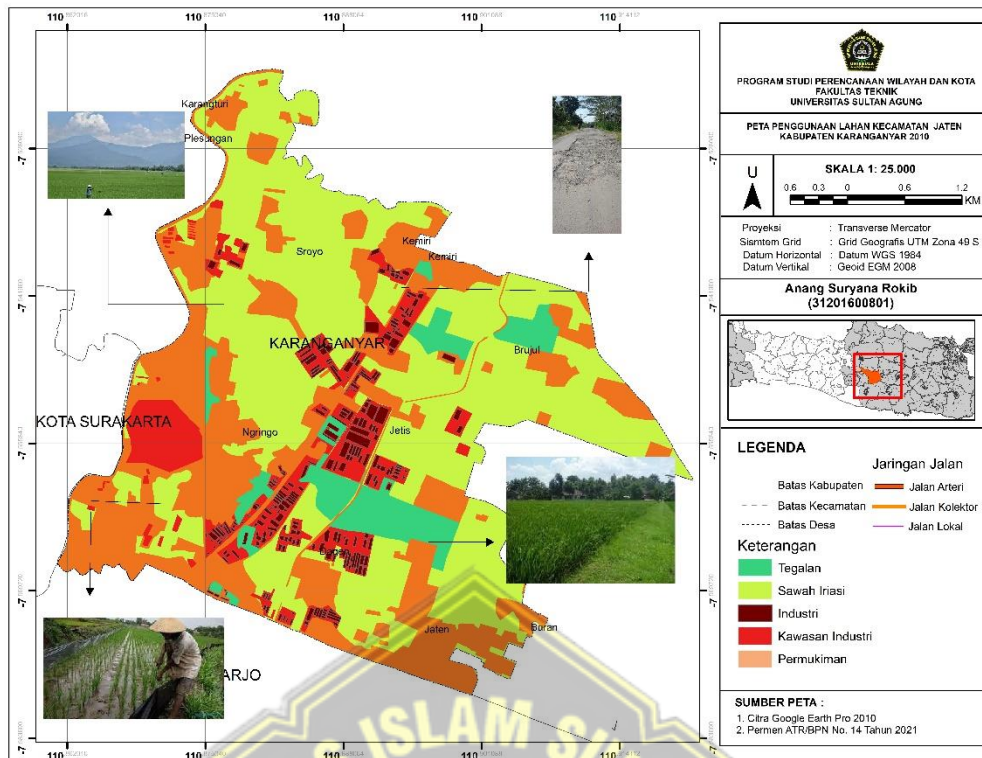 PROGRAM STUDI PERENCANAAN WILAYAH DAN KOTA
FAKULTAS TEKNIK
UNIVERSITAS SULTAN AGUNG
PETA PENGGUNAAN LAHAN KECAMATAN JATEN
KABUPATEN KARANGANYAR 2010
U
SKALA 1: 25.000
0.6 0.3 0 0.6 1.2
KM
Proyeksi : Transverse Mercator
Siamtem Grid : Grid Geografis UTM Zona 49 S
Datum Horizontal : Datum WGS 1984
Datum Vertikal : Geoid EGM 2008
Anang Suryana Rokib
(31201600801)
LEGENDA
Batas Kabupaten
Batas Kecamatan
Batas Desa
Jaringan Jalan
Jalan Arteri
Jalan Kolektor
Jalan Lokal
Keterangan
Tegalan
Sawah Iriasi
Industri
Kawasan Industri
Permukiman
SUMBER PETA :
1. Citra Google Earth Pro 2010
2. Permen ATR/BPN No. 14 Tahun 2021
110 110 110 110 110
Karangturi
Plesungan
Sroyo
Kemiri
Kemiri
KARANGANYAR
Brujul
KOTA SURAKARTA
Ngringo
Jetis
Dagen
Jaten
Buran
ARJO
ISLAM